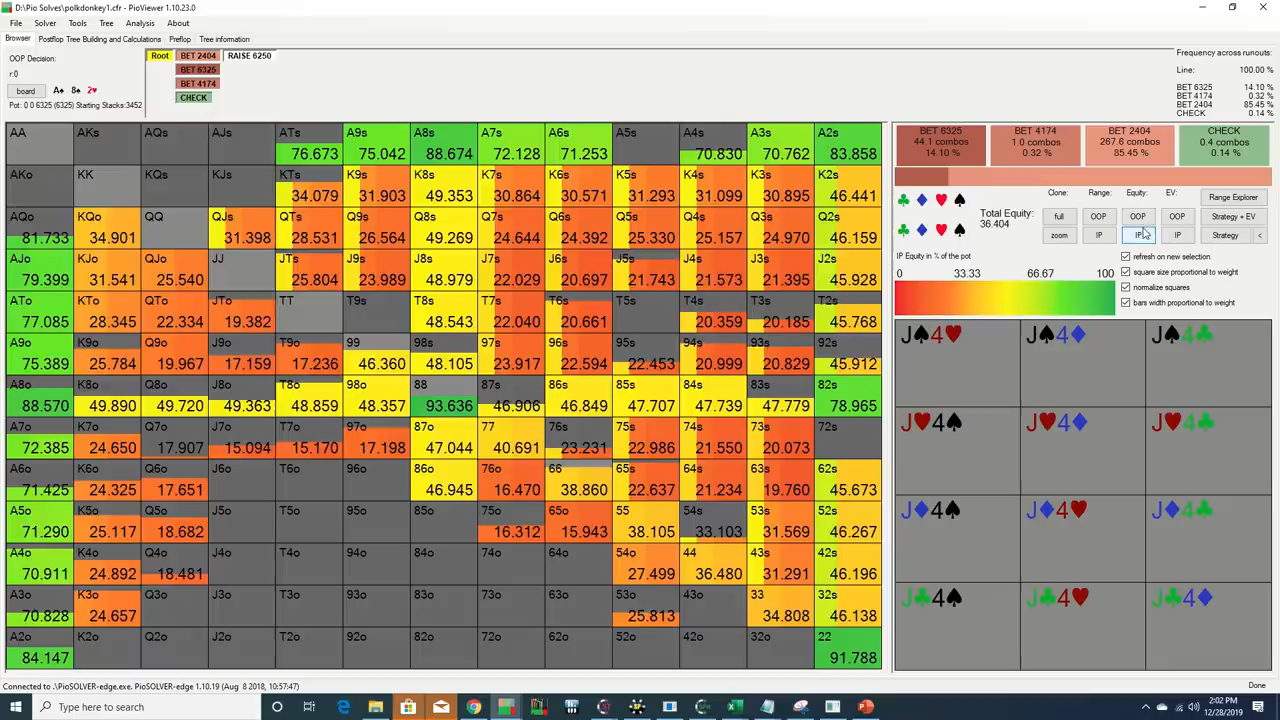 D:\Pio Solves\polkdonkey1.cfr - PioViewer 1.10.23.0
File Solver Tools Tree Analysis About
Browser Postflop Tree Building and Calculations Preflop Tree information
OOP Decision:
r:0
board A♠ 8♠ 2♥
Pot: 0 0 6325 (6325) Starting Stacks:3452
Root BET 2404 RAISE 6250
BET 6325
BET 4174
CHECK
Frequency across runouts:
Line: 100.00 %
BET 6325 14.10 %
BET 4174 0.32 %
BET 2404 85.45 %
CHECK 0.14 %
AA AKs AQs AJs ATs A9s A8s A7s A6s A5s A4s A3s A2s
76.673 75.042 88.674 72.128 71.253 70.830 70.762 83.858
AKo KK KQs KJs KTs K9s K8s K7s K6s K5s K4s K3s K2s
34.079 31.903 49.353 30.864 30.571 31.293 31.099 30.895 46.441
AQo KQo QQ QJs QTs Q9s Q8s Q7s Q6s Q5s Q4s Q3s Q2s
81.733 34.901 31.398 28.531 26.564 49.269 26.644 24.392 25.330 25.157 24.970 46.159
AJo KJo QJo JJ JTs J9s J8s J7s J6s J5s J4s J3s J2s
79.399 31.541 25.540 25.804 23.989 48.979 22.029 20.697 21.743 21.573 21.395 45.928
ATo KTo QTo JTo TT T9s T8s T7s T6s T5s T4s T3s T2s
77.085 28.345 22.334 19.382 48.543 22.040 20.661 20.359 20.185 45.768
A9o K9o Q9o J9o T9o 99 98s 97s 96s 95s 94s 93s 92s
75.389 25.784 19.967 17.159 17.236 46.360 48.105 23.917 22.594 22.453 20.999 20.829 45.912
A8o K8o Q8o J8o T8o 98o 88 87s 86s 85s 84s 83s 82s
88.570 49.890 49.720 49.363 48.859 48.357 93.636 46.906 46.849 47.707 47.739 47.779 78.965
A7o K7o Q7o J7o T7o 97o 87o 77 76s 75s 74s 73s 72s
72.385 24.650 17.907 15.094 15.170 17.198 47.044 40.691 23.231 22.986 21.550 20.073
A6o K6o Q6o J6o T6o 96o 86o 76o 66 65s 64s 63s 62s
71.425 24.325 17.651 46.945 16.470 38.860 22.637 21.234 19.760 45.673
A5o K5o Q5o J5o T5o 95o 85o 75o 65o 55 54s 53s 52s
71.290 25.117 18.682 16.312 15.943 38.105 33.103 31.569 46.267
A4o K4o Q4o J4o T4o 94o 84o 74o 64o 54o 44 43s 42s
70.911 24.892 18.481 27.499 36.480 31.291 46.196
A3o K3o Q3o J3o T3o 93o 83o 73o 63o 53o 43o 33 32s
70.828 24.657 25.813 34.808 46.138
A2o K2o Q2o J2o T2o 92o 82o 72o 62o 52o 42o 32o 22
84.147 91.788
BET 6325 BET 4174 BET 2404 CHECK
44.1 combos 1.0 combos 267.6 combos 0.4 combos
14.10 % 0.32 % 85.45 % 0.14 %
Clone: Range: Equity: EV: Range Explorer
♣ ♦ ♥ ♠ Total Equity: full OOP OOP OOP Strategy + EV
♣ ♦ ♥ ♠ 36.404 zoom IP IP IP Strategy <
IP Equity in % of the pot
0 33.33 66.67 100
refresh on new selection
square size proportional to weight
normalize squares
bars width proportional to weight
J♠4♥ J♠4♦ J♠4♣
J♥4♠ J♥4♦ J♥4♣
J♦4♠ J♦4♥ J♦4♣
J♣4♠ J♣4♥ J♣4♦
Connected to .\PioSOLVER-edge.exe. PioSOLVER-edge 1.10.19 (Aug 8 2018, 10:57:47) Done
Type here to search
2:02 PM
12/28/2019